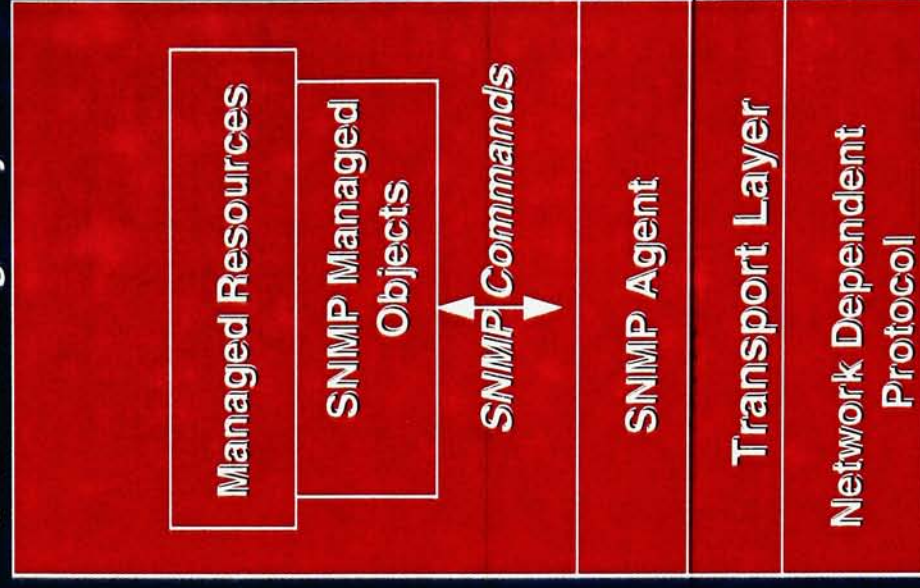 Managed Resources
SNMP Managed
Objects
SNMP Commands
SNMP Agent
Transport Layer
Network Dependent
Protocol